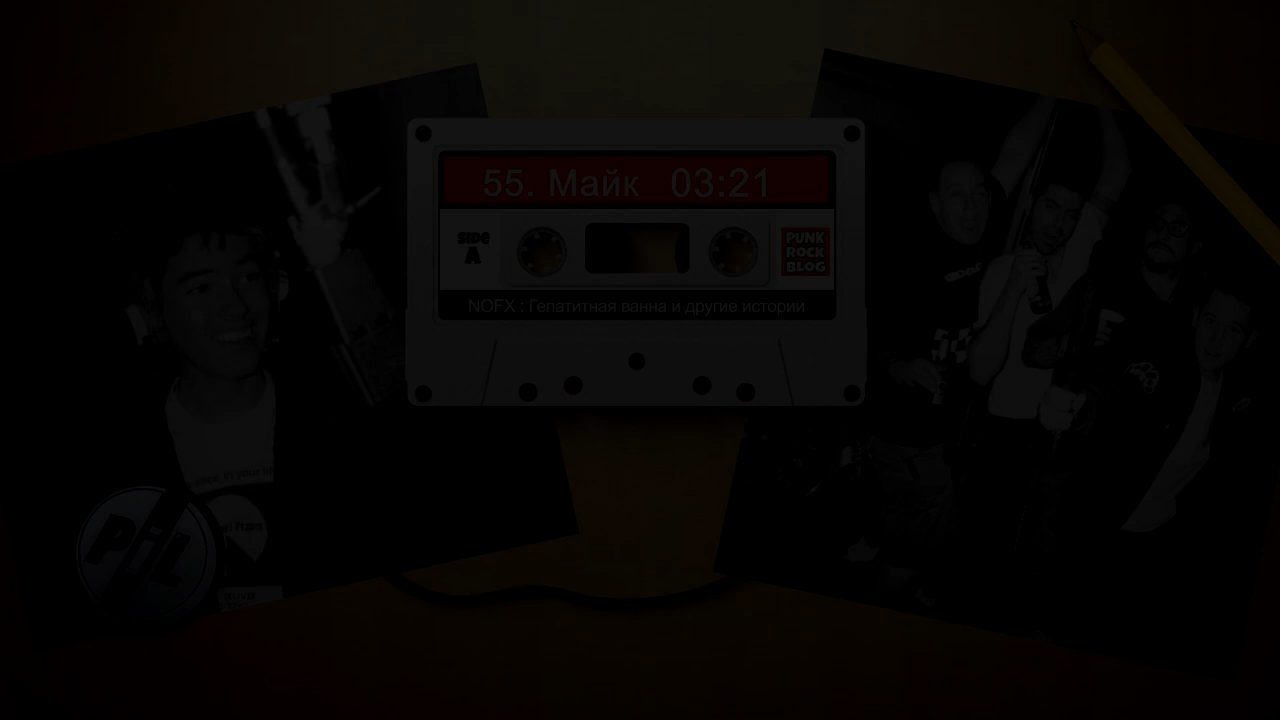 55. Майк 03:21
SIDE
A
PUNK
ROCK
BLOG
NOFX : Гепатитная ванна и другие истории
PiL